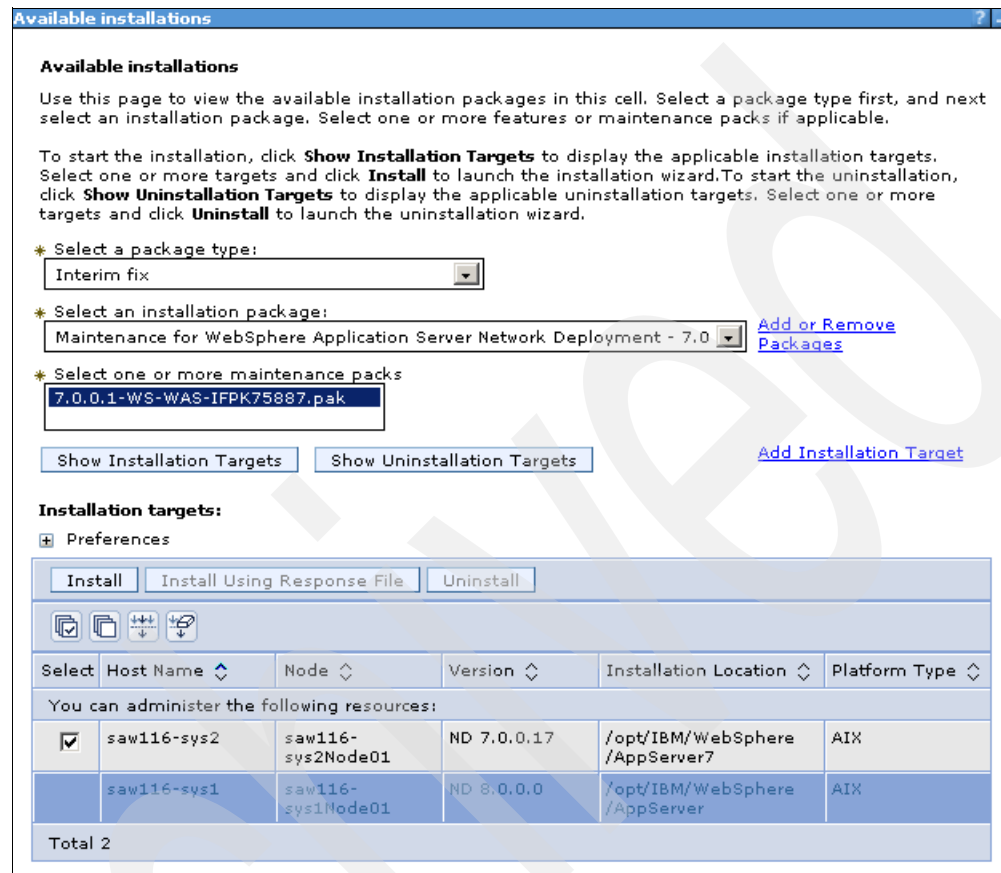 Available installations ? -
Available installations
Use this page to view the available installation packages in this cell. Select a package type first, and next
select an installation package. Select one or more features or maintenance packs if applicable.
To start the installation, click Show Installation Targets to display the applicable installation targets.
Select one or more targets and click Install to launch the installation wizard.To start the uninstallation,
click Show Uninstallation Targets to display the applicable uninstallation targets. Select one or more
targets and click Uninstall to launch the uninstallation wizard.
* Select a package type:
Interim fix
* Select an installation package:
Maintenance for WebSphere Application Server Network Deployment - 7.0
Add or Remove
Packages
* Select one or more maintenance packs
7.0.0.1-WS-WAS-IFPK75887.pak
Show Installation Targets Show Uninstallation Targets Add Installation Target
Installation targets:
+ Preferences
Install Install Using Response File Uninstall
Select Host Name Node Version Installation Location Platform Type
You can administer the following resources:
saw116-sys2 saw116- ND 7.0.0.17 /opt/IBM/WebSphere AIX
sys2Node01 /AppServer7
saw116-sys1 saw116- ND 8.0.0.0 /opt/IBM/WebSphere AIX
sys1Node01 /AppServer
Total 2